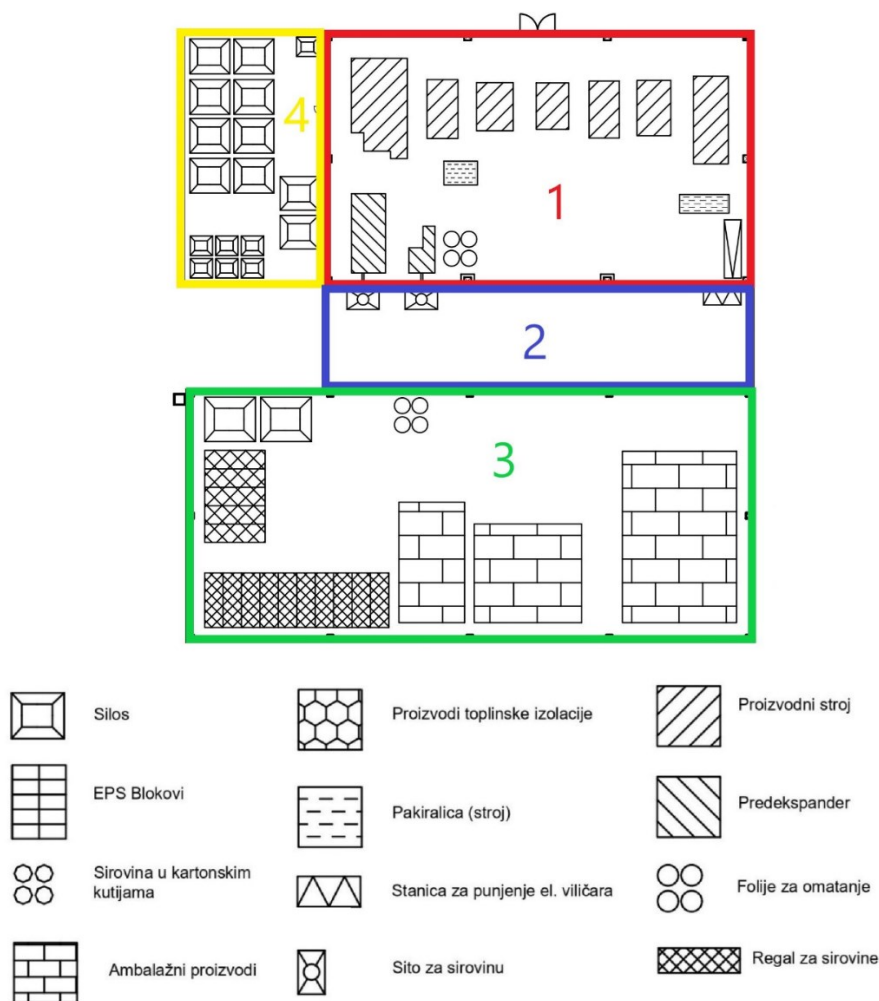 4
1
2
3
Silos
Proizvodi toplinske izolacije
Proizvodni stroj
EPS Blokovi
Pakiralica (stroj)
Predekspander
Sirovina u kartonskim
kutijama
Stanica za punjenje el. viličara
Folije za omatanje
Ambalažni proizvodi
Sito za sirovinu
Regal za sirovine